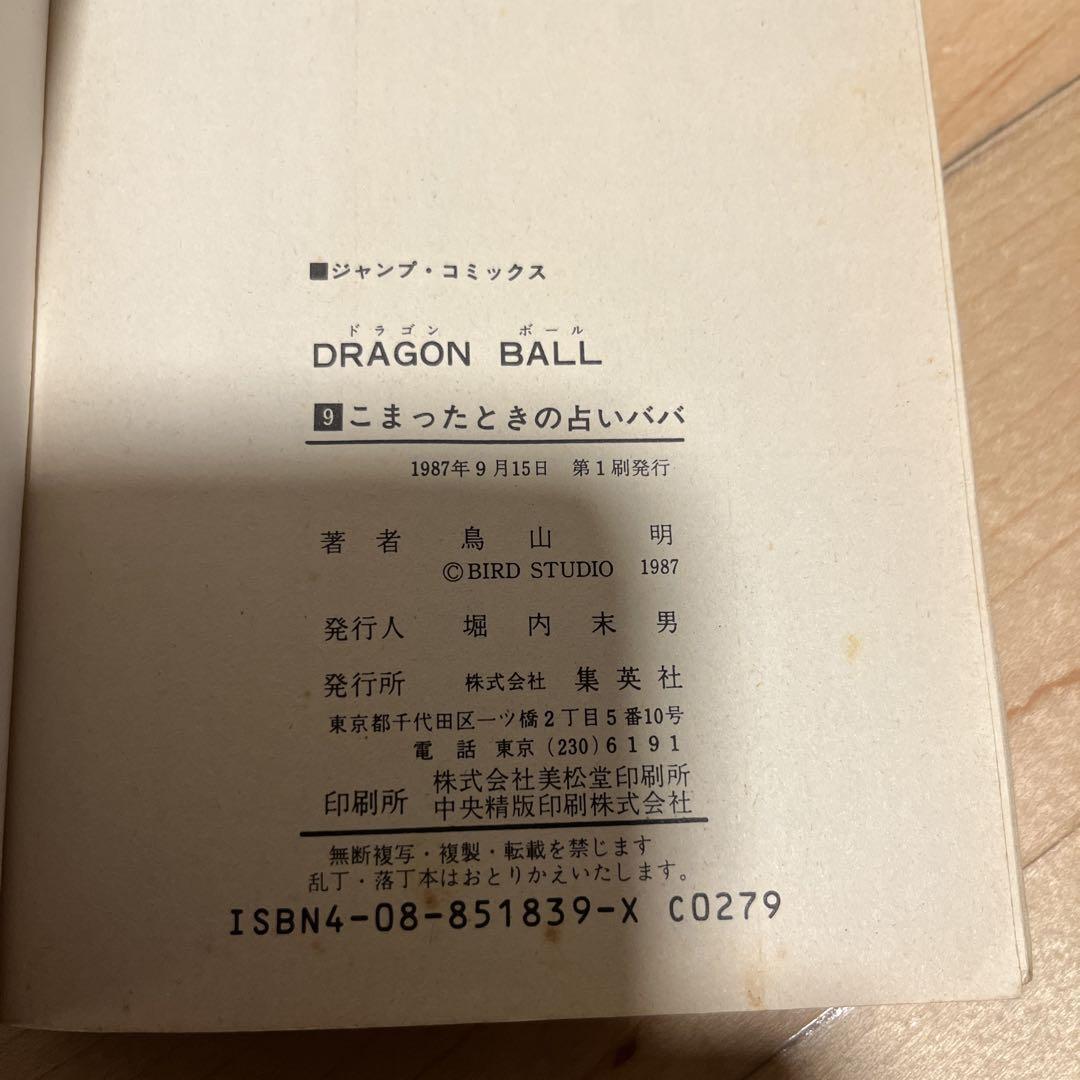 ■ジャンプ・コミックス
ドラゴン ボール
DRAGON BALL
9こまったときの占いババ
1987年9月15日 第1刷発行
著者 鳥山明
©BIRD STUDIO 1987
発行人 堀内末男
発行所 株式会社 集英社
東京都千代田区一ツ橋2丁目5番10号
電話 東京(230)6191
株式会社美松堂印刷所
印刷所 中央精版印刷株式会社
無断複写・複製・転載を禁じます
乱丁・落丁本はおとりかえいたします。
ISBN4-08-851839-X C0279